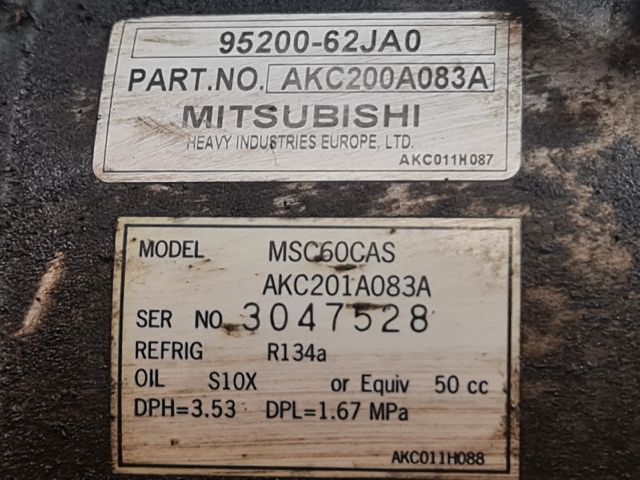 95200-62JA0
PART.NO. AKC200A083A
MITSUBISHI
HEAVY INDUSTRIES EUROPE, LTD.
AKC011H087
MODEL MSC60CAS
AKC201A083A
SER NO. 3047528
REFRIG R134a
OIL S10X or Equiv 50 cc
DPH=3.53 DPL=1.67 MPa
AKC011H088